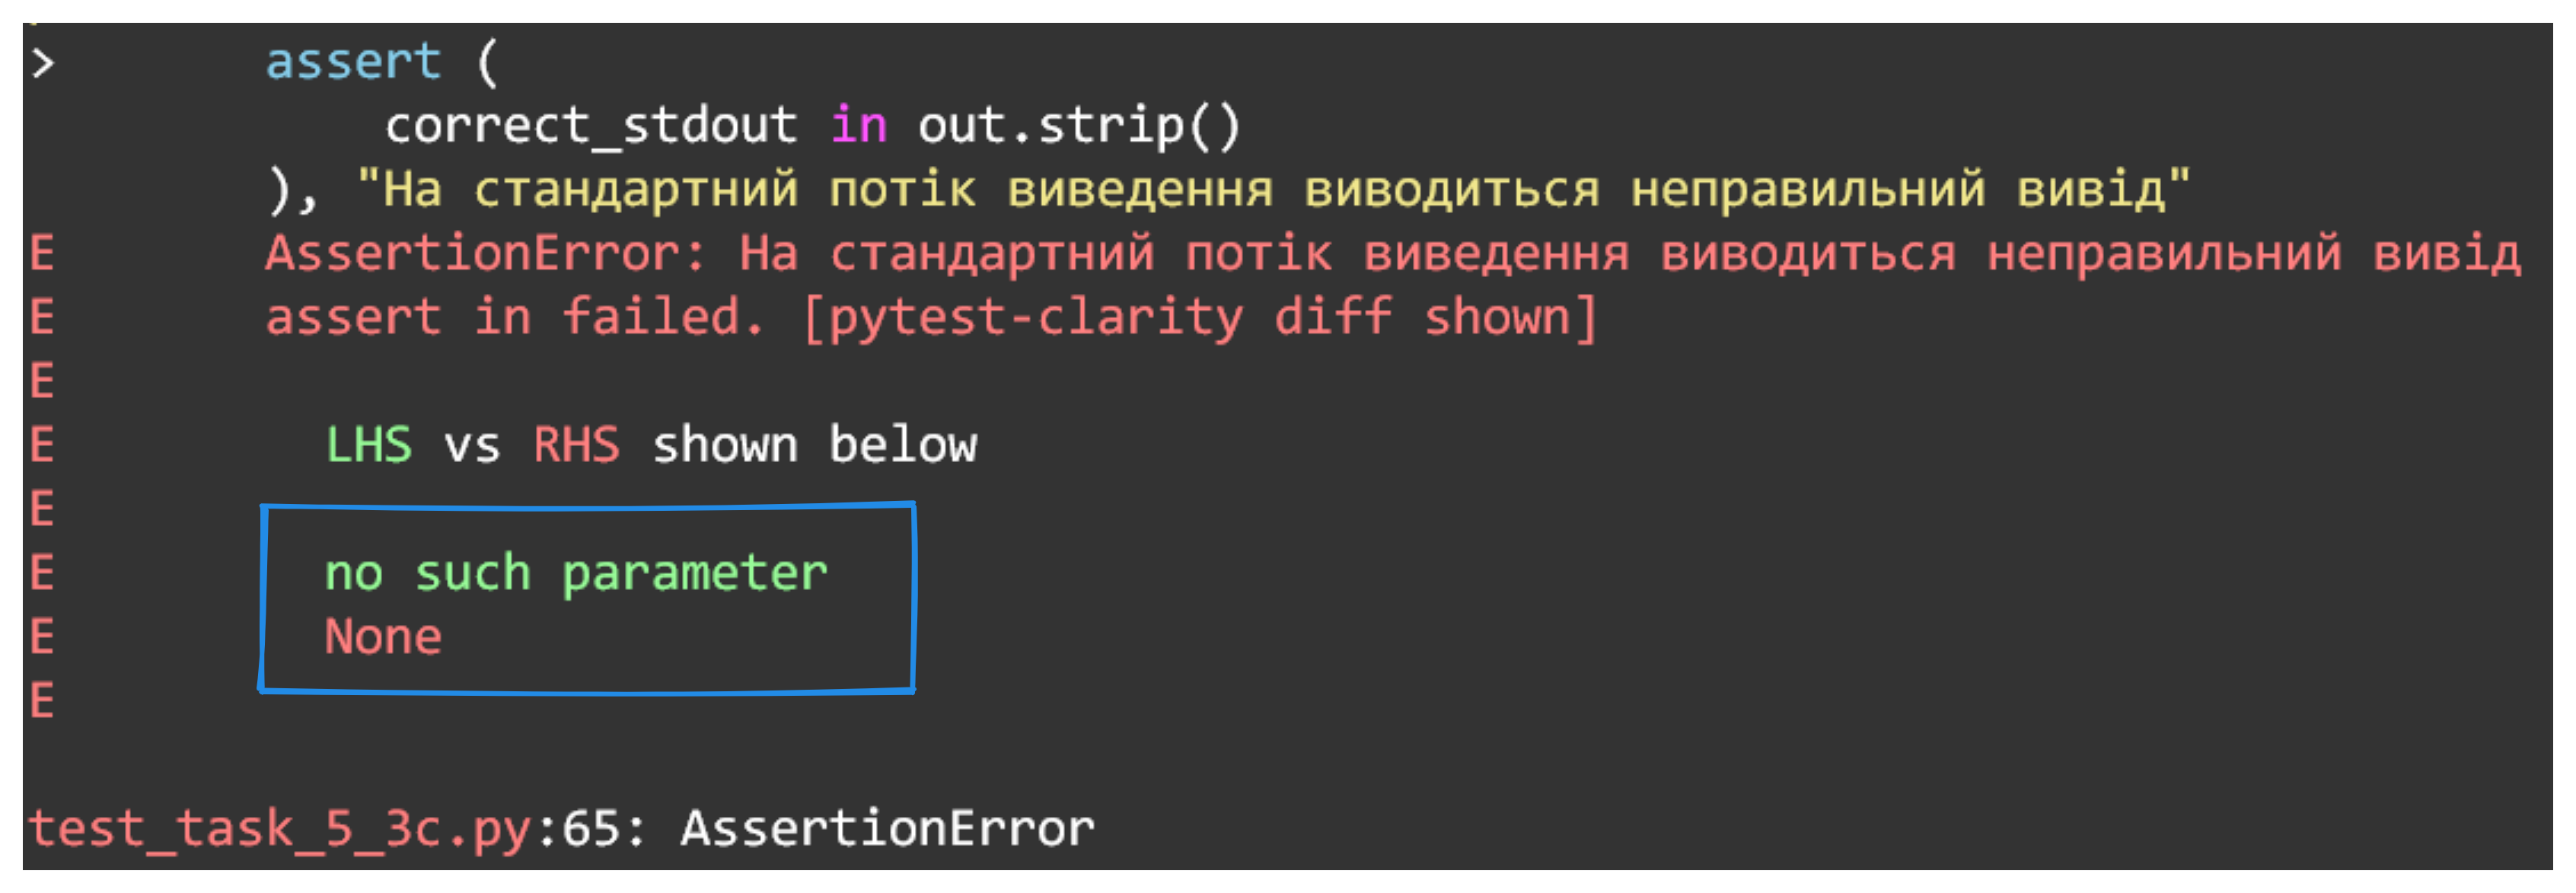 > assert (
correct_stdout in out.strip()
), "На стандартний потік виведення виводиться неправильний вивід"
E AssertionError: На стандартний потік виведення виводиться неправильний вивід
E assert in failed. [pytest-clarity diff shown]
E
E LHS vs RHS shown below
E
E no such parameter
E None
E
test_task_5_3c.py:65: AssertionError